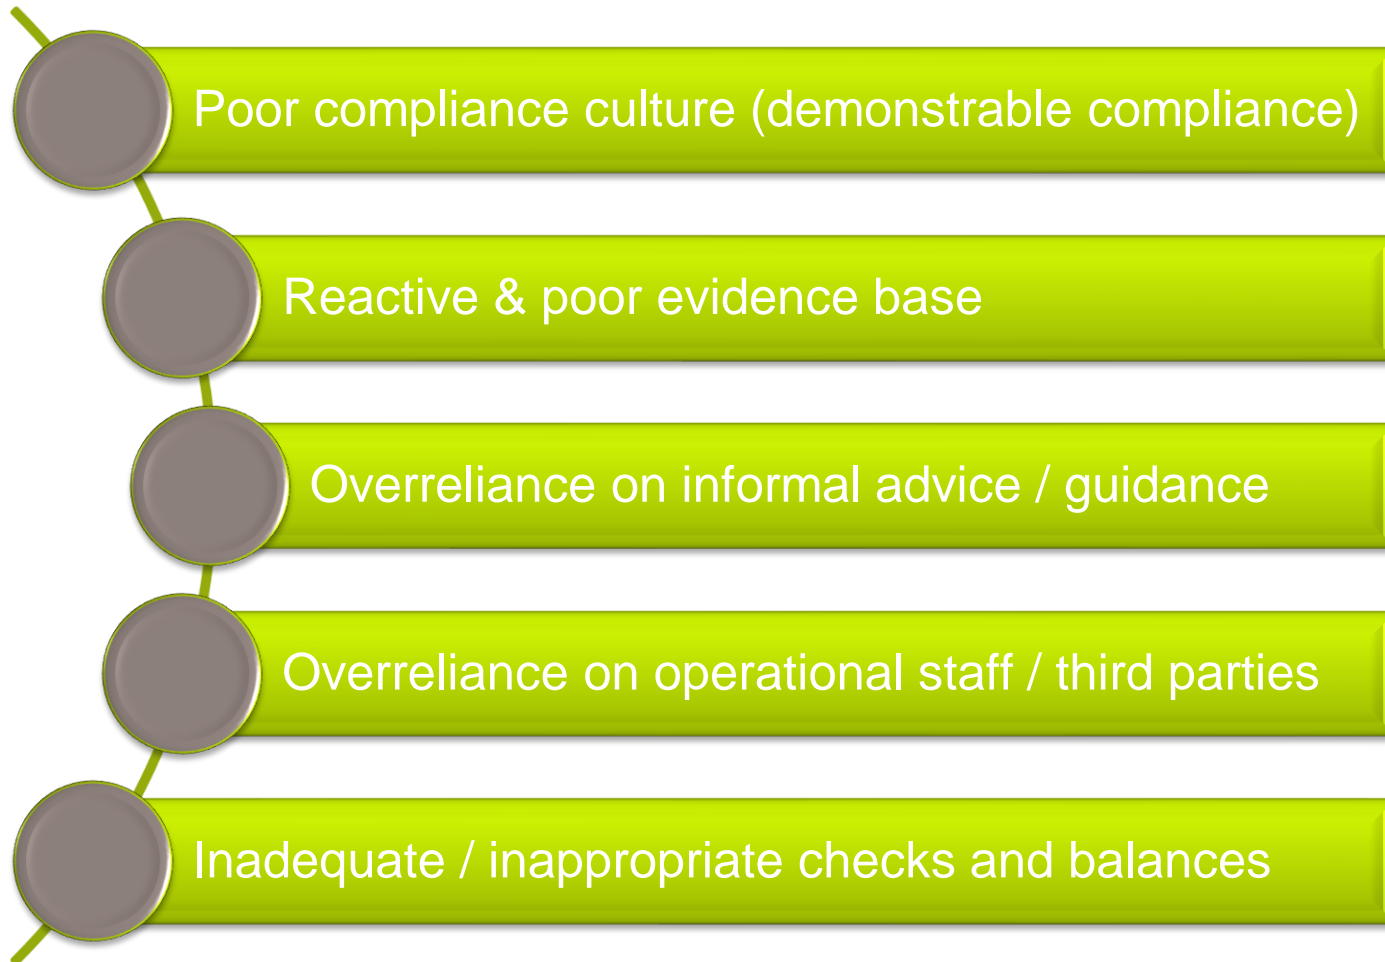 Poor compliance culture (demonstrable compliance)
Reactive & poor evidence base
Overreliance on informal advice / guidance
Overreliance on operational staff / third parties
Inadequate / inappropriate checks and balances